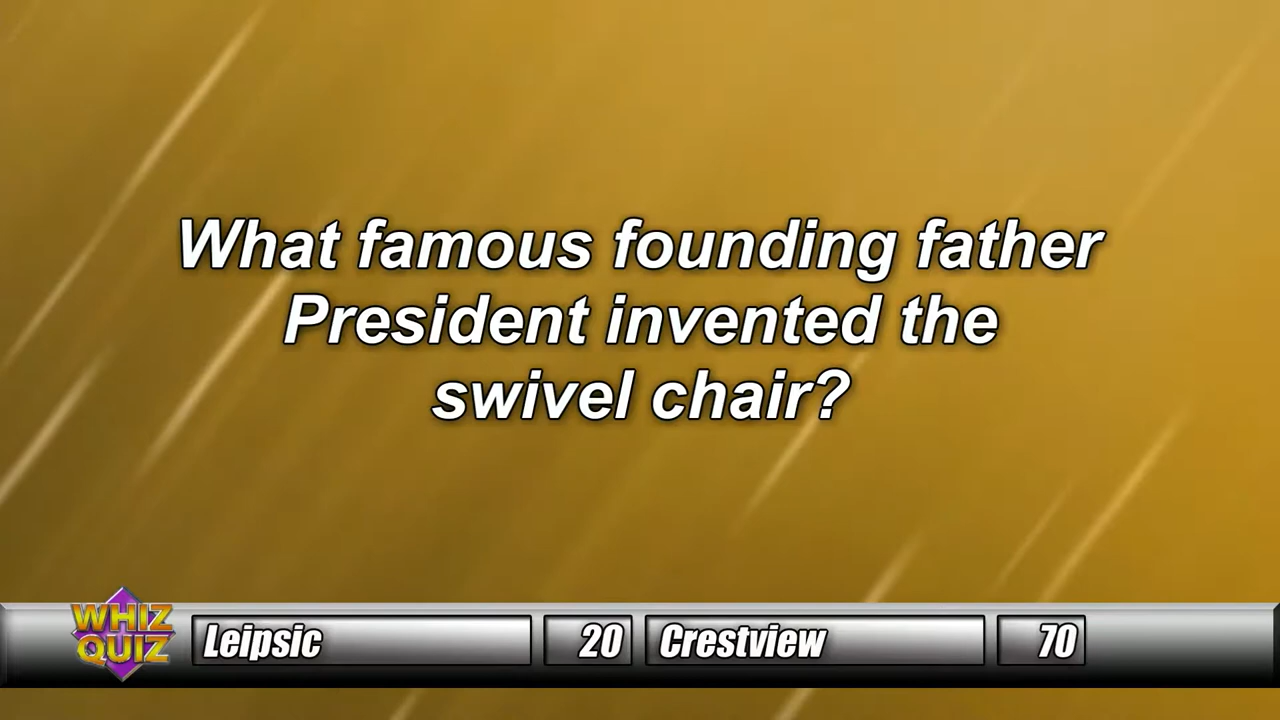 What famous founding father
President invented the
swivel chair?
WHIZ
QUIZ
Leipsic 20 Crestview 70